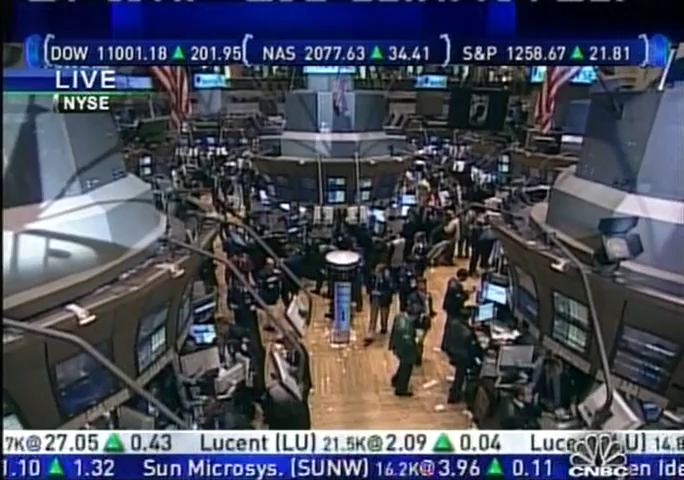 DOW 11001.18 ▲ 201.95 NAS 2077.63 ▲ 34.41 S&P 1258.67 ▲ 21.81
LIVE
NYSE
7K@27.05 ▲ 0.43 Lucent (LU) 21.5K@2.09 ▲ 0.04
1.10 ▲ 1.32 Sun Microsys. (SUNW) 16.2K@3.96 ▲ 0.11
CNBC